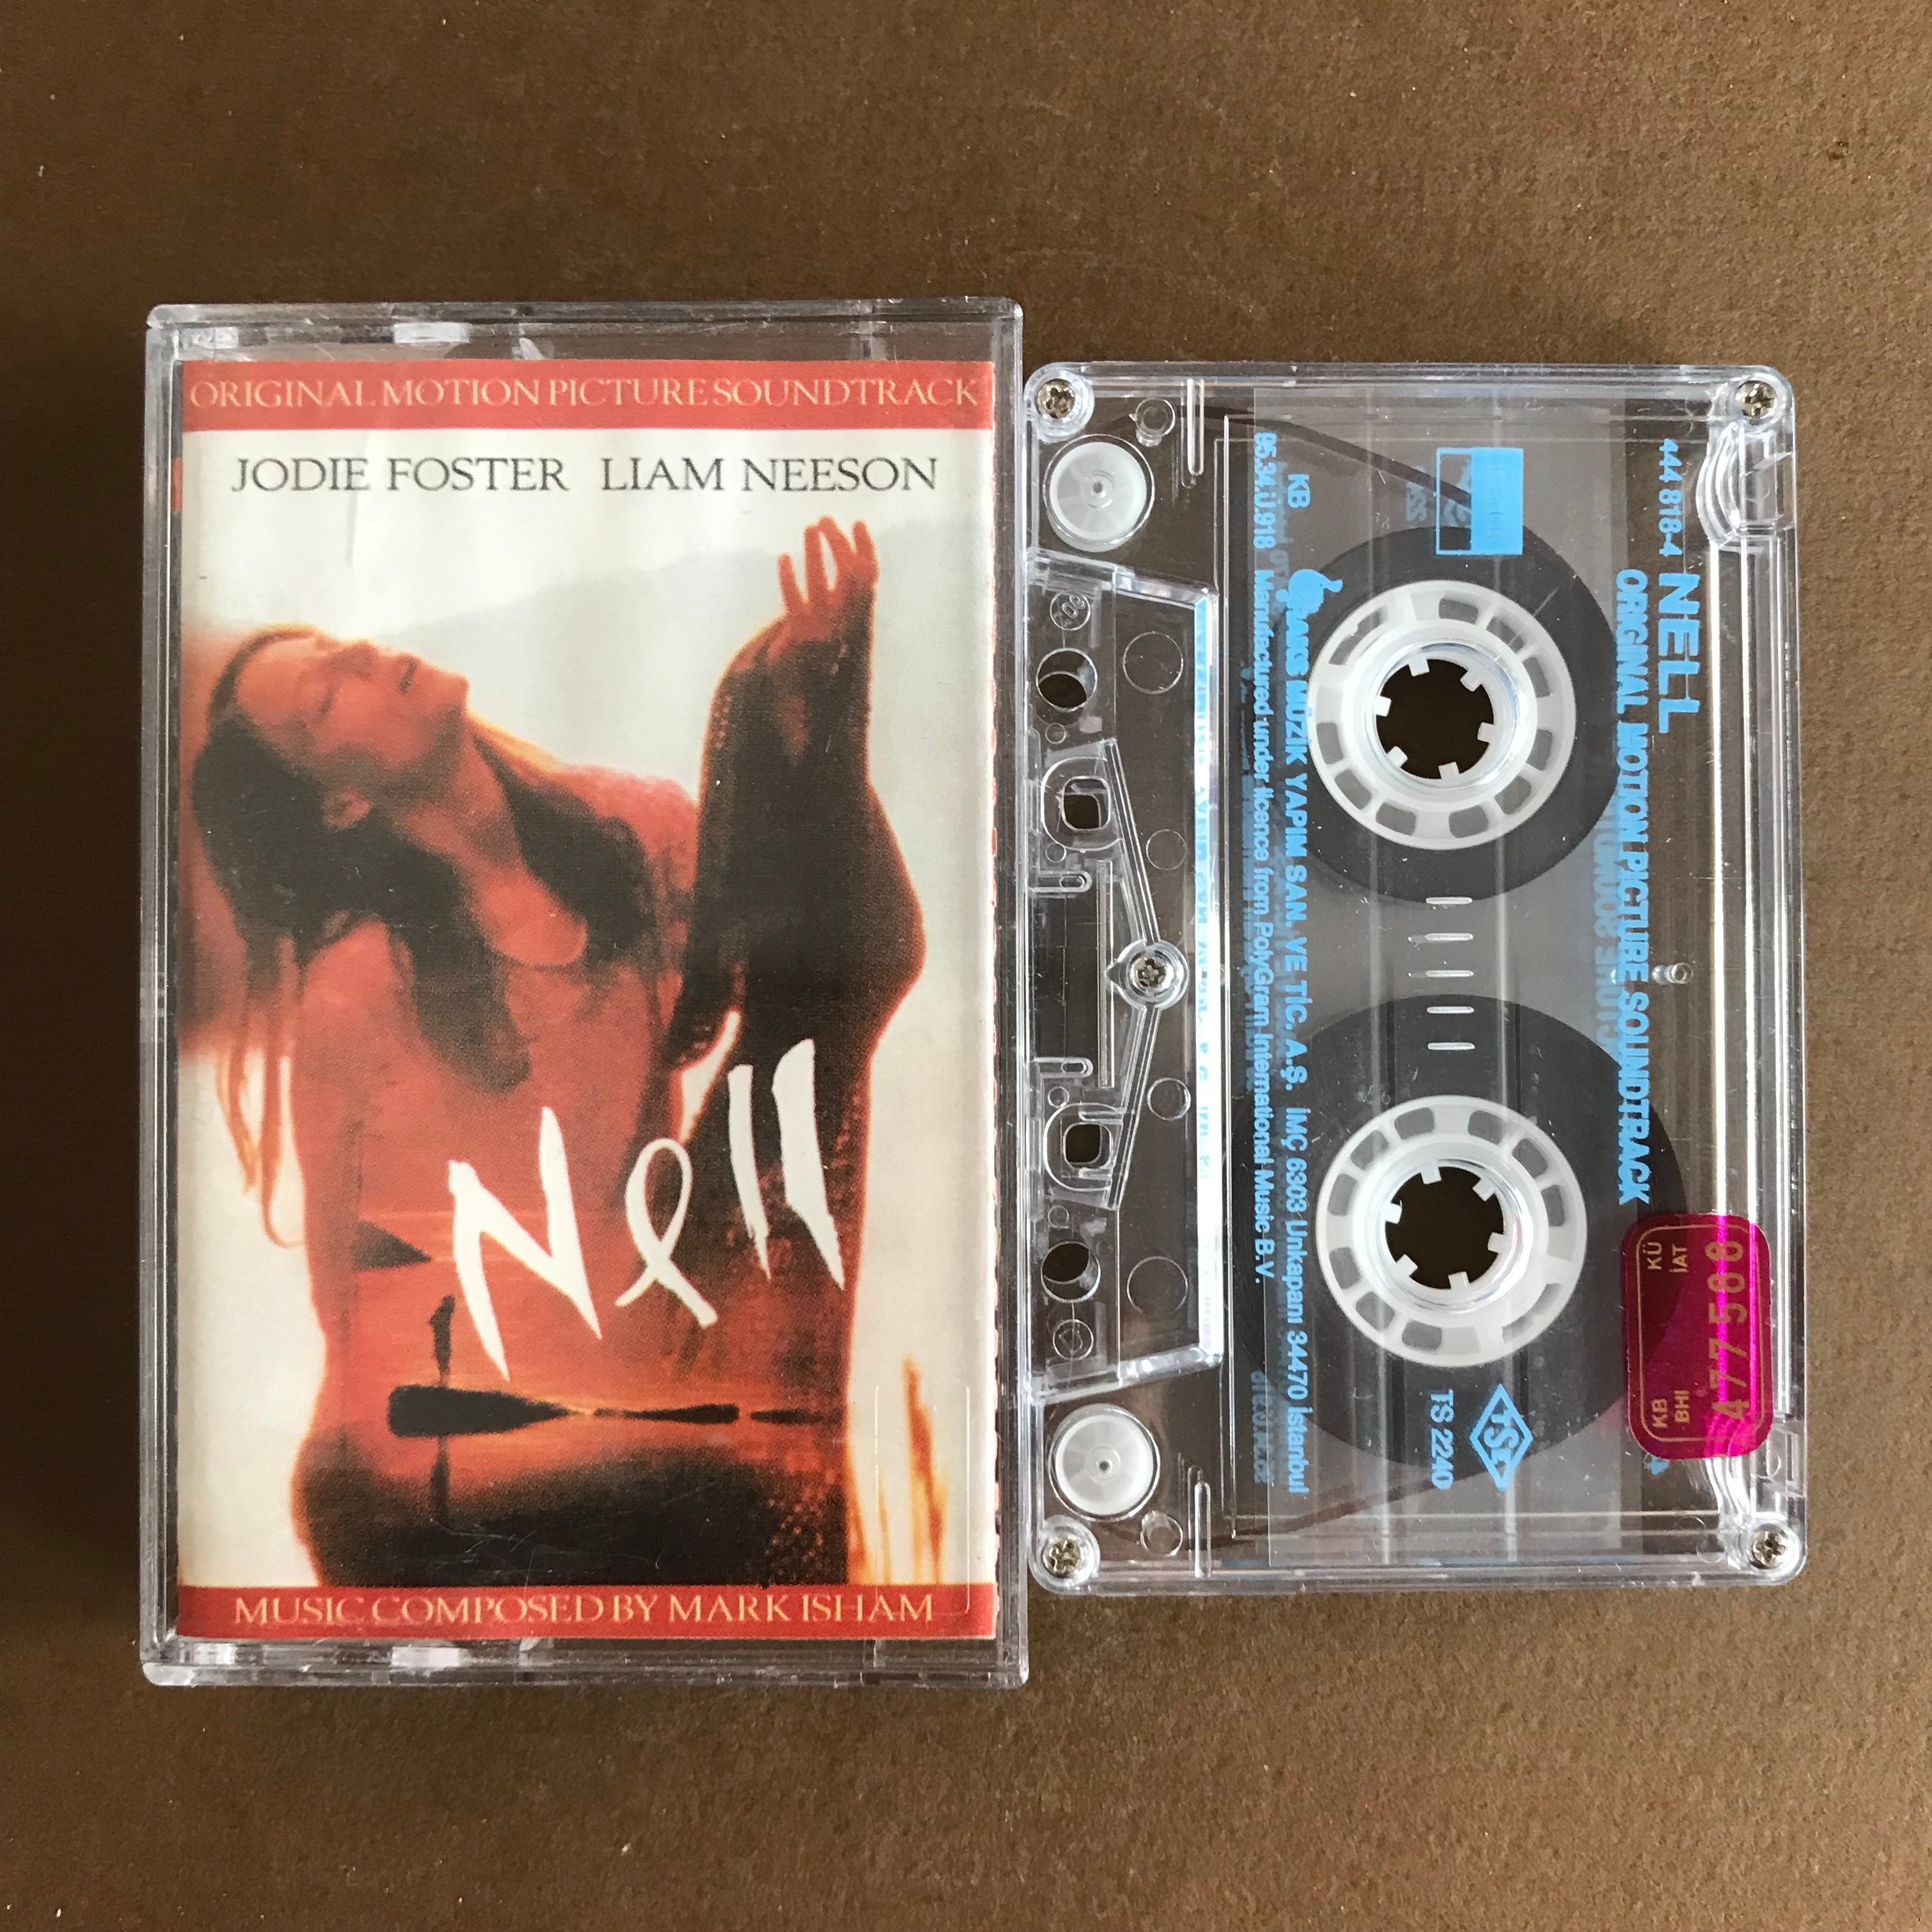 ORIGINAL MOTION PICTURE SOUNDTRACK
JODIE FOSTER LIAM NEESON
Nell
MUSIC COMPOSED BY MARK ISHAM
444 818-4 NELL
ORIGINAL MOTION PICTURE SOUNDTRACK
TSE
TS 2240
KB
MÜZİK YAPIM SAN. VE TİC. A.Ş. İMÇ 6303 Unkapanı 34470 İstanbul
95.34.Ü.918 Manufactured under licence from PolyGram International Music B.V.
KÜ
İAT
KB
BHI
477588